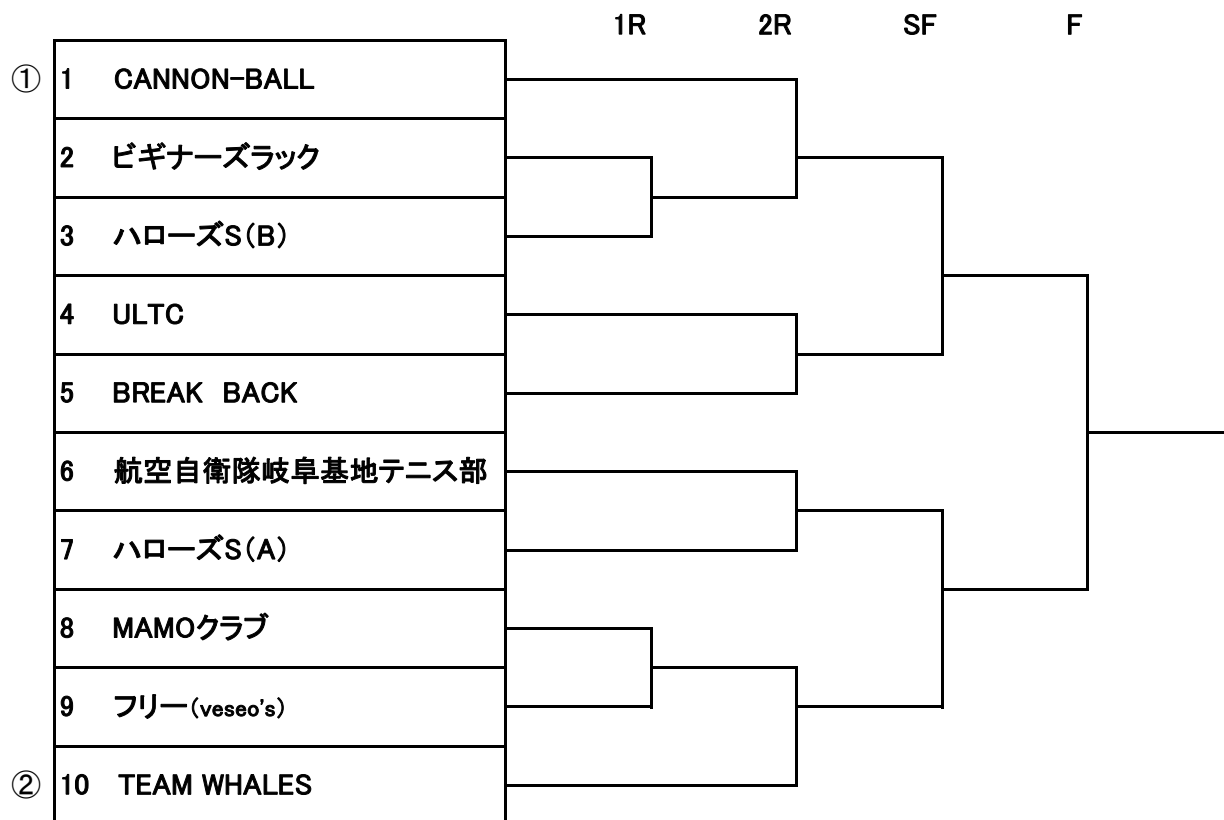 1R 2R SF F
① 1 CANNON-BALL
2 ビギナーズラック
3 ハローズS(B)
4 ULTC
5 BREAK BACK
6 航空自衛隊岐阜基地テニス部
7 ハローズS(A)
8 MAMOクラブ
9 フリー(veseo's)
② 10 TEAM WHALES